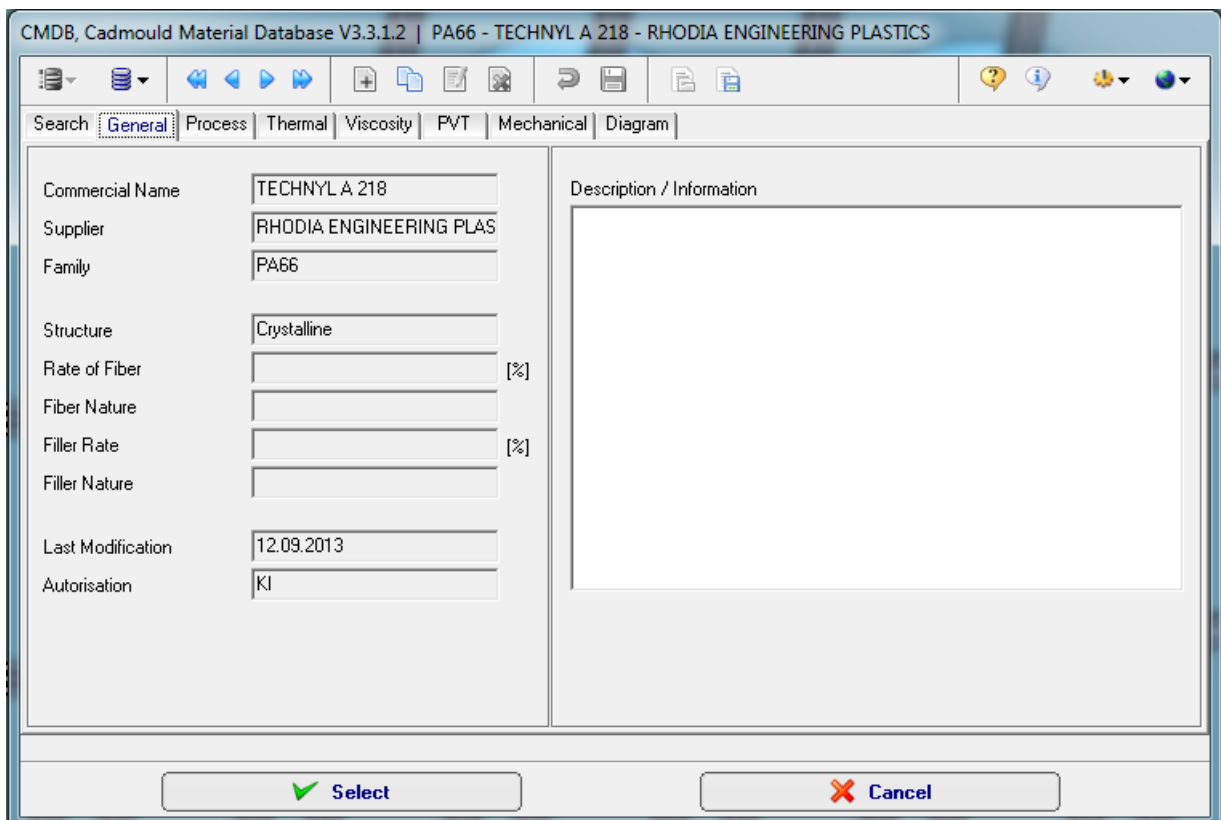 CMDB, Cadmould Material Database V3.3.1.2 | PA66 - TECHNYL A 218 - RHODIA ENGINEERING PLASTICS
Search General Process Thermal Viscosity PVT Mechanical Diagram
Commercial Name TECHNYL A 218
Supplier RHODIA ENGINEERING PLAS
Family PA66
Structure Crystalline
Rate of Fiber [%]
Fiber Nature
Filler Rate [%]
Filler Nature
Last Modification 12.09.2013
Autorisation KI
Description / Information
Select Cancel